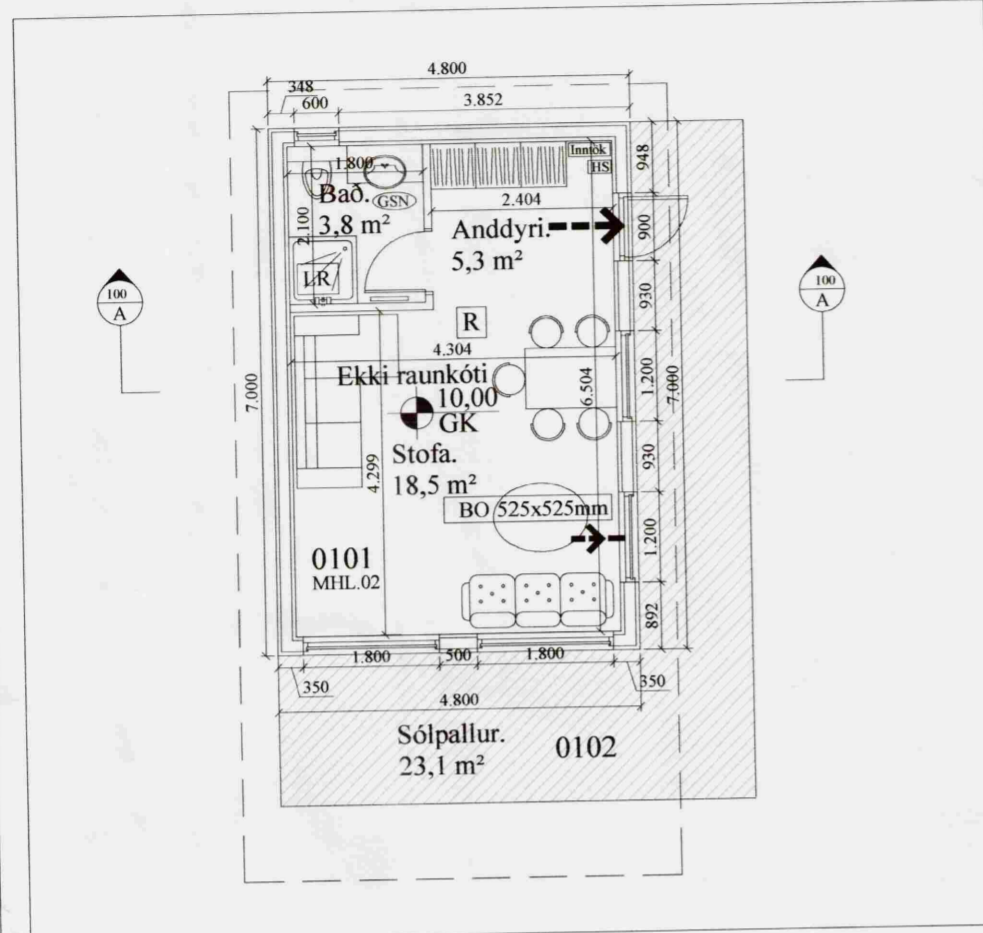 4.800
348
600
3.852
Inntök
HS
948
1.800
Bað.
GSN
3,8 m²
2.100
2.404
Anddyri.
5,3 m²
900
LR
100
A
100
A
930
R
4.304
Ekki raunkóti
10,00
GK
7.000
6.504
1.200
7.000
Stofa.
18,5 m²
4.299
930
BO 525x525mm
1.200
0101
MHL.02
892
1.800
500
1.800
350
350
4.800
Sólpallur.
23,1 m²
0102